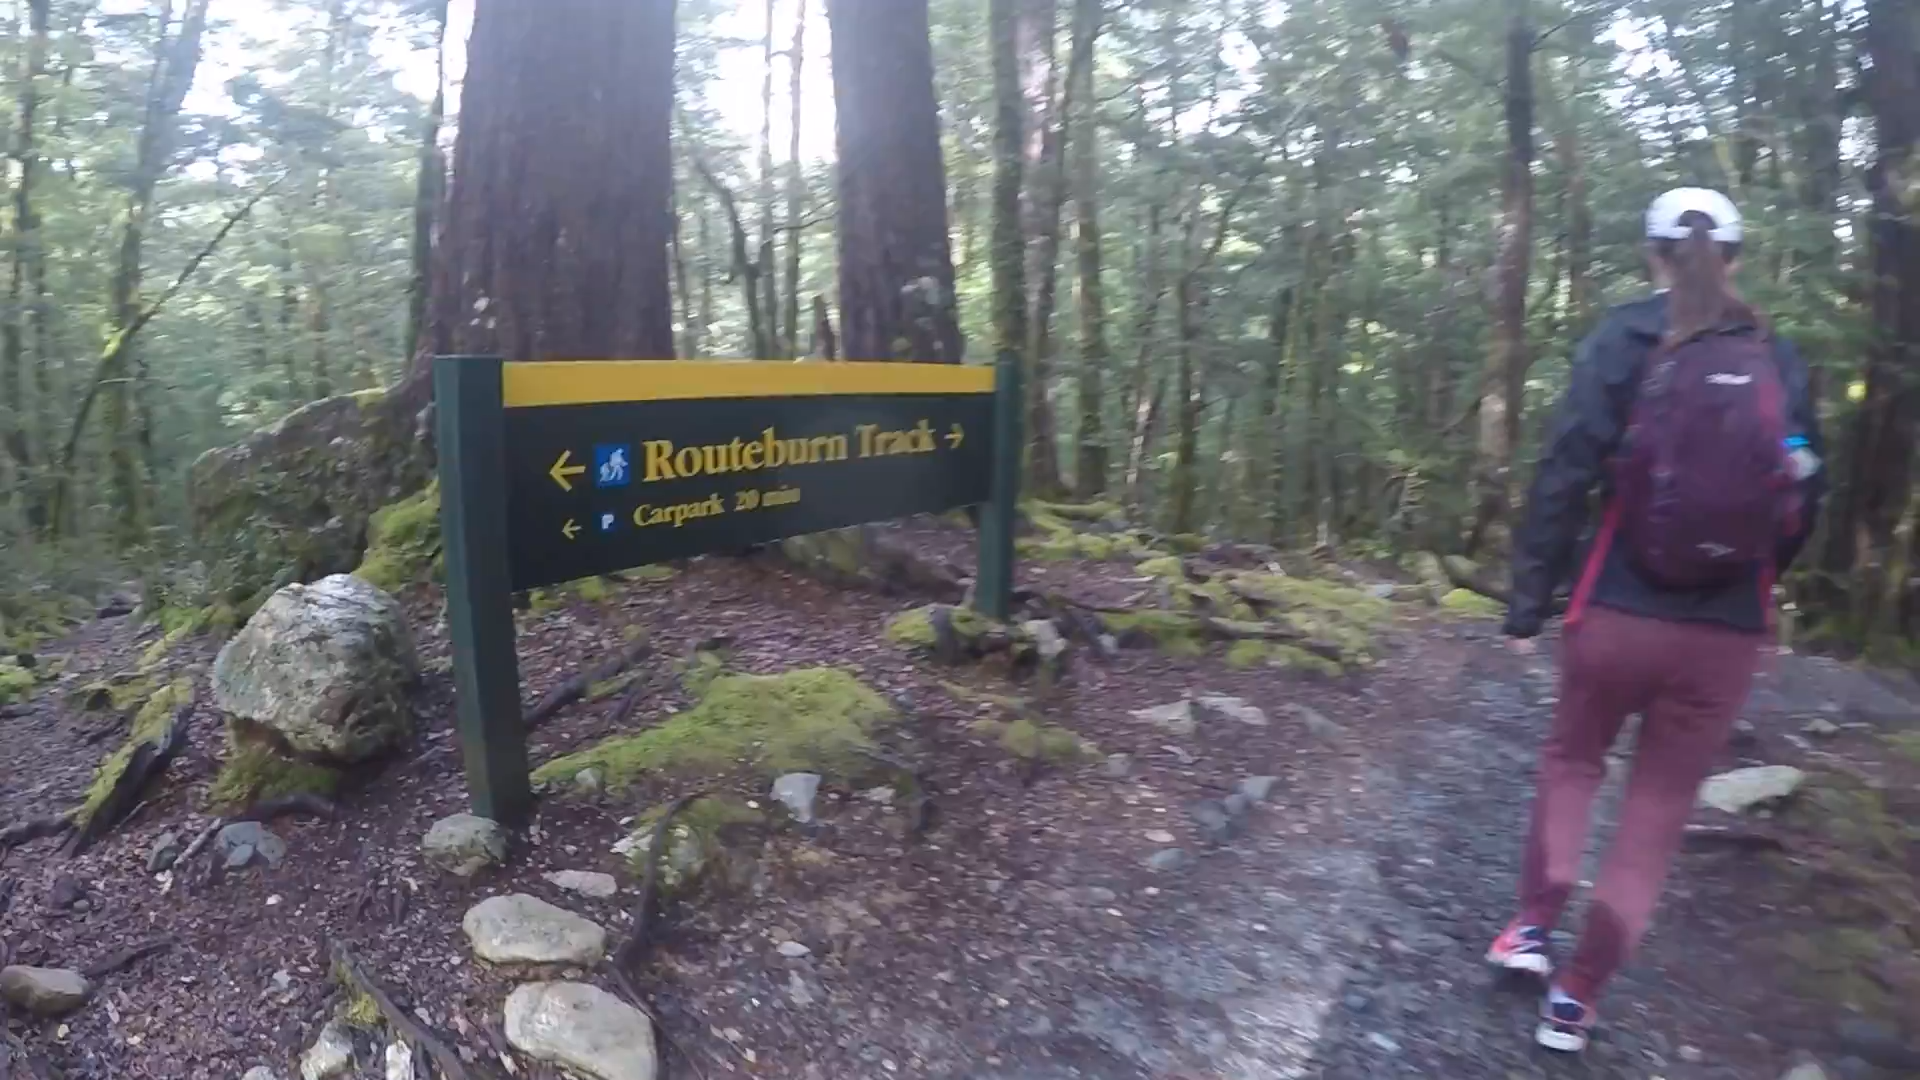 ← Routeburn Track →
← P Carpark 20 min